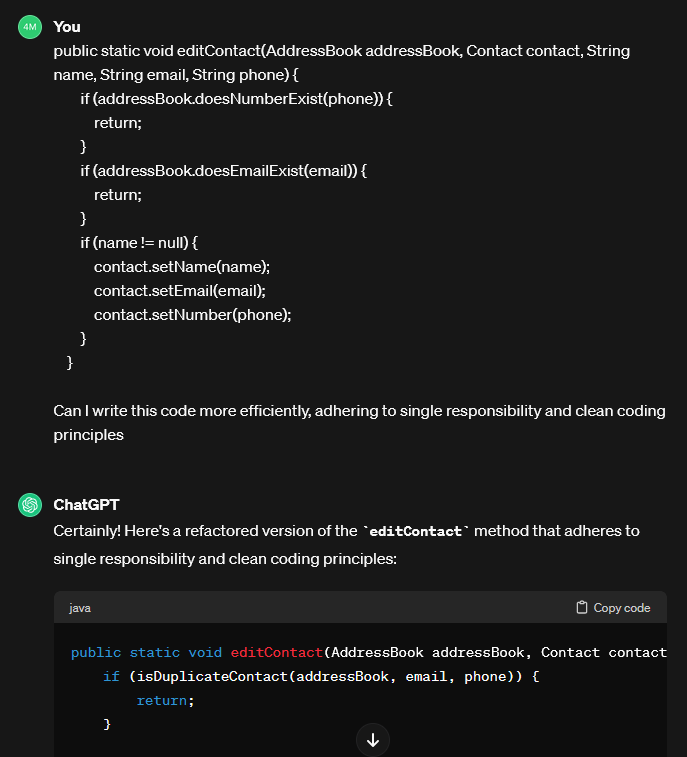 4M You
public static void editContact(AddressBook addressBook, Contact contact, String
name, String email, String phone) {
if (addressBook.doesNumberExist(phone)) {
return;
}
if (addressBook.doesEmailExist(email)) {
return;
}
if (name != null) {
contact.setName(name);
contact.setEmail(email);
contact.setNumber(phone);
}
}
Can I write this code more efficiently, adhering to single responsibility and clean coding
principles
ChatGPT
Certainly! Here's a refactored version of the `editContact` method that adheres to
single responsibility and clean coding principles:
java Copy code
public static void editContact(AddressBook addressBook, Contact contact
if (isDuplicateContact(addressBook, email, phone)) {
return;
}